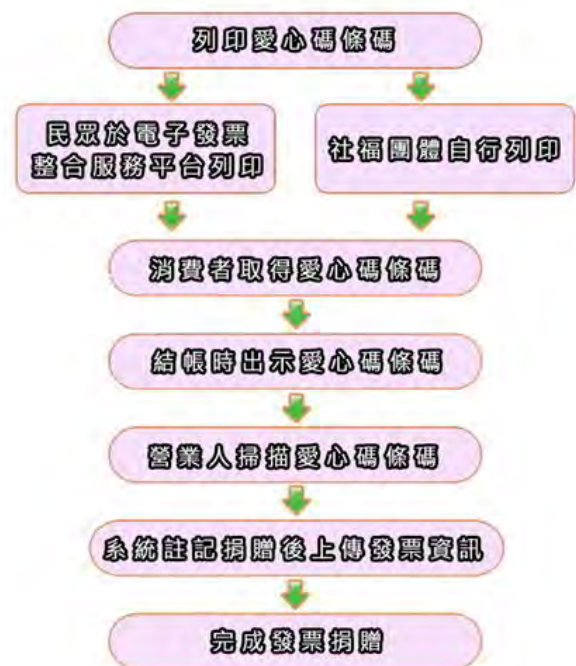 列印愛心碼條碼
民眾於電子發票
整合服務平台列印
社福團體自行列印
消費者取得愛心碼條碼
結帳時出示愛心碼條碼
營業人掃描愛心碼條碼
系統註記捐贈後上傳發票資訊
完成發票捐贈